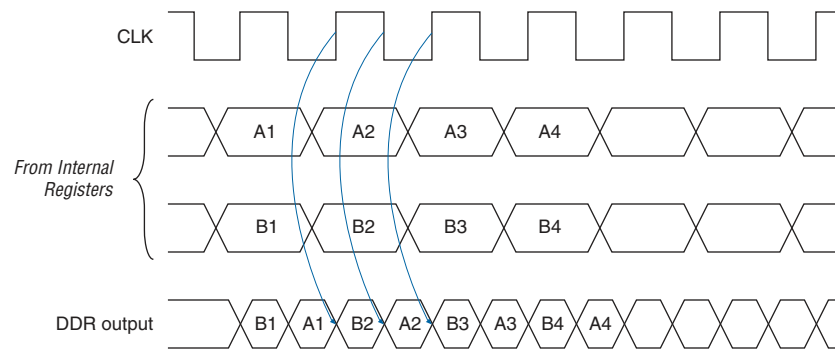 CLK
A1 A2 A3 A4
From Internal
Registers
B1 B2 B3 B4
DDR output B1 A1 B2 A2 B3 A3 B4 A4